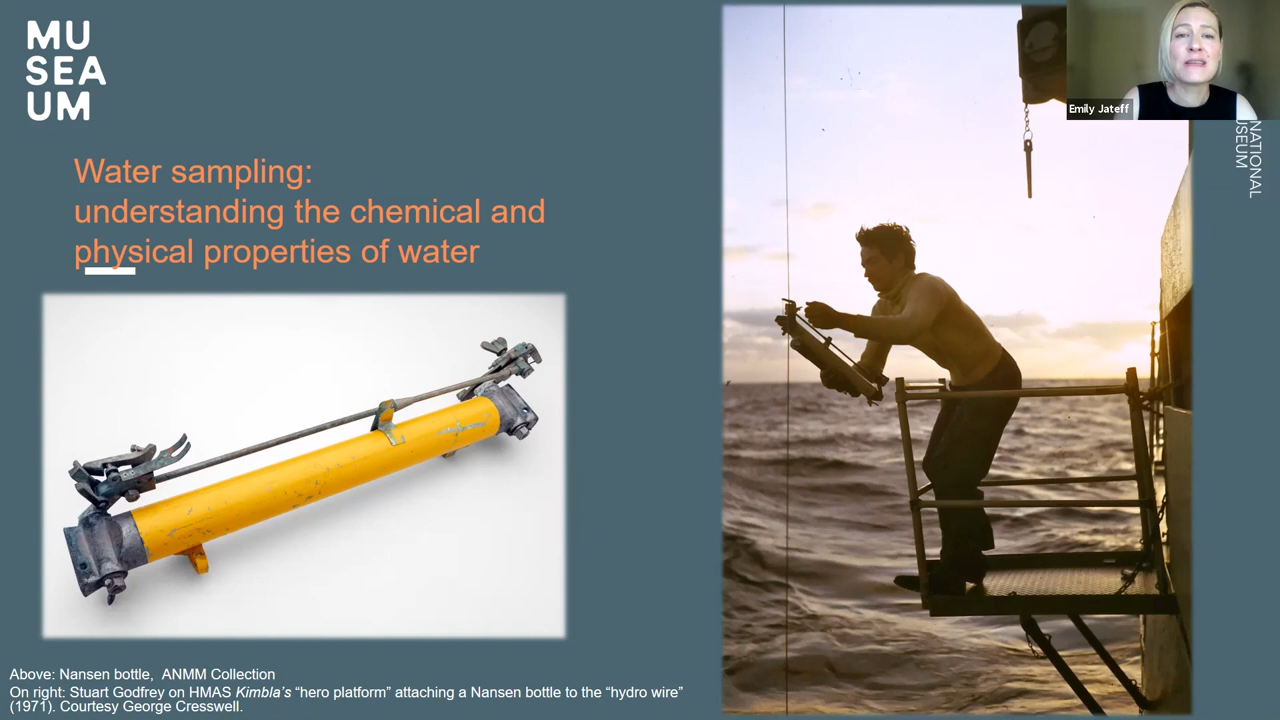 MU
SEA
UM
Water sampling:
understanding the chemical and
physical properties of water
Above: Nansen bottle,  ANMM Collection
On right: Stuart Godfrey on HMAS Kimbla's “hero platform” attaching a Nansen bottle to the “hydro wire”
(1971). Courtesy George Cresswell.
Emily Jateff
NATIONAL